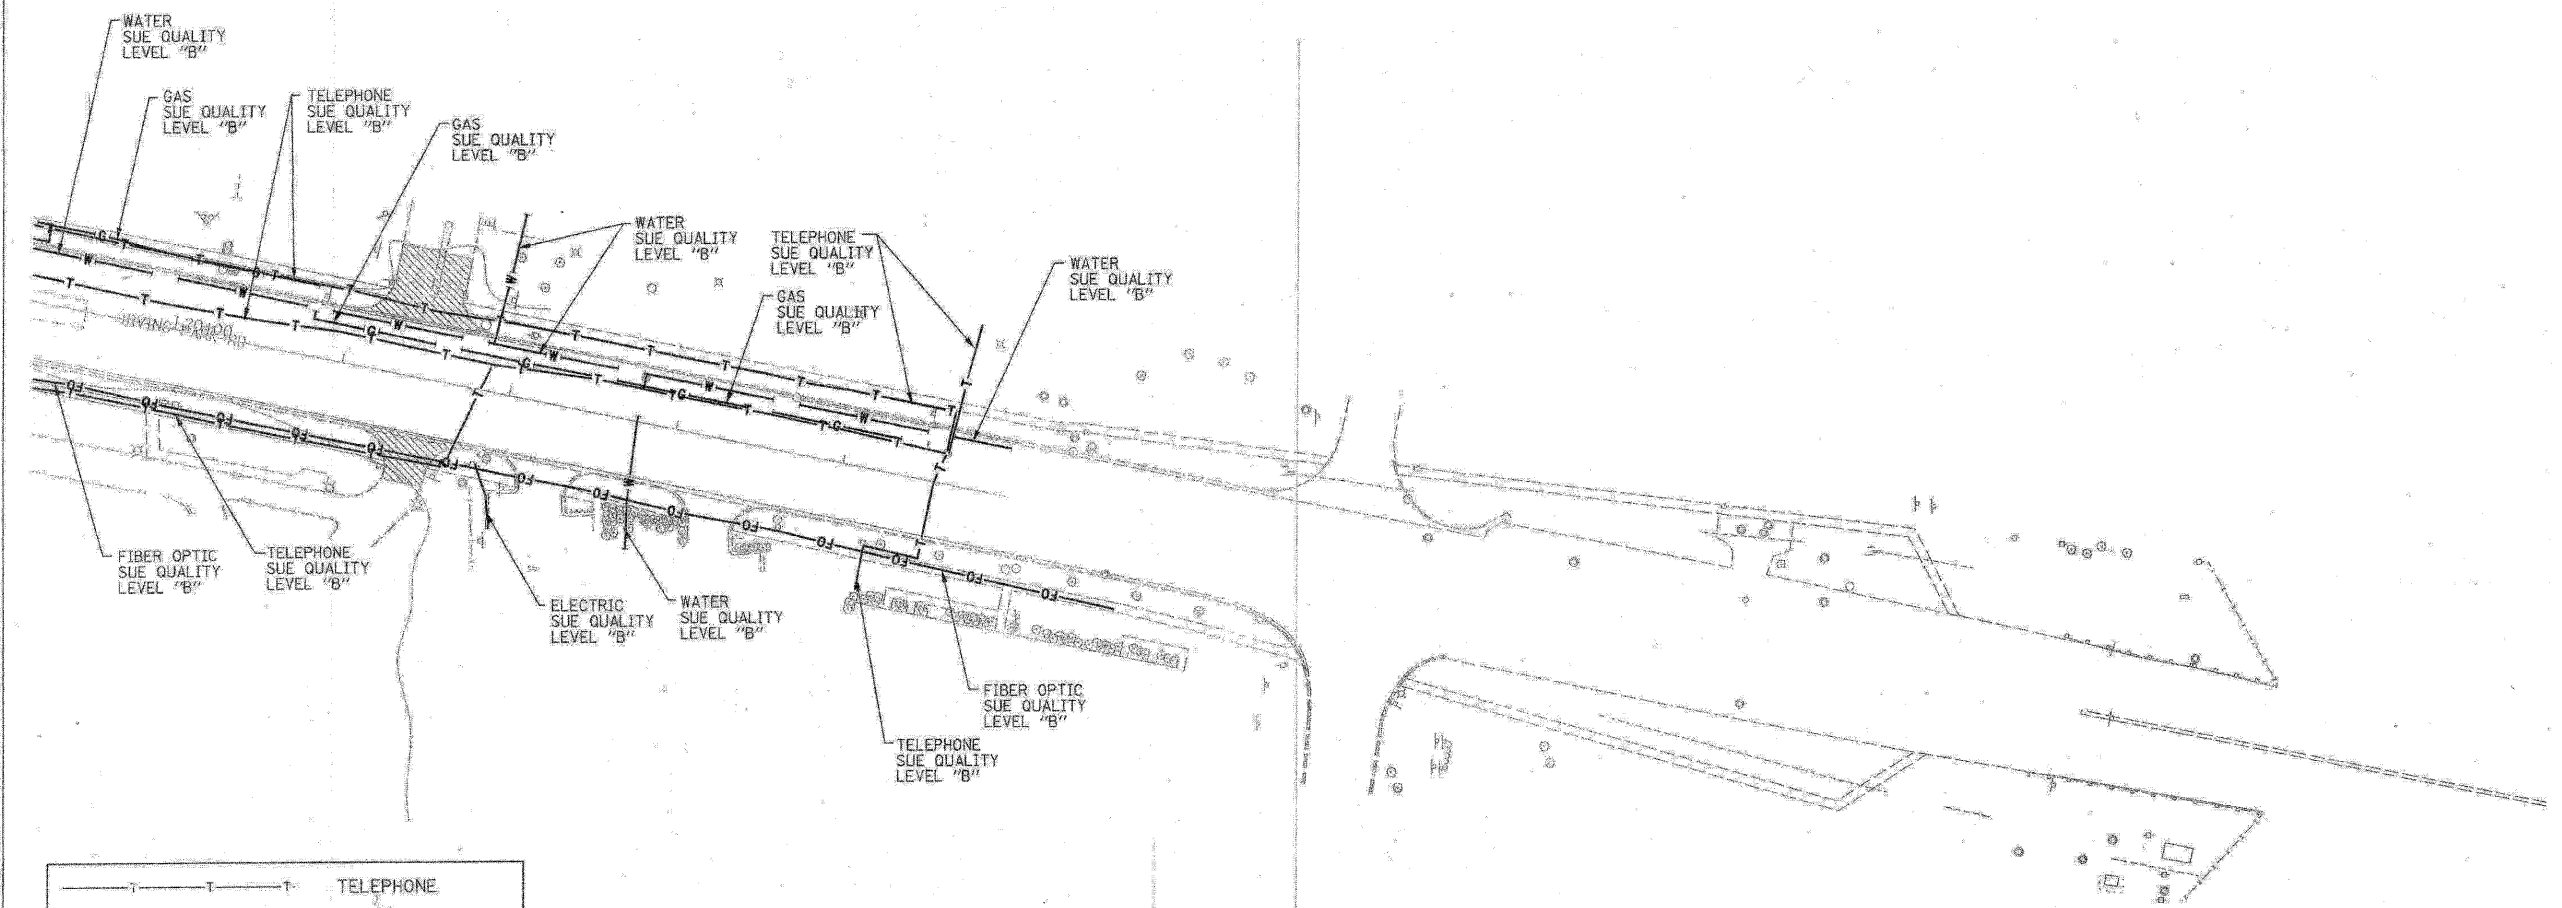 WATER
SUE QUALITY
LEVEL "B"
GAS
SUE QUALITY
LEVEL "B"
TELEPHONE
SUE QUALITY
LEVEL "B"
GAS
SUE QUALITY
LEVEL "B"
WATER
SUE QUALITY
LEVEL "B"
TELEPHONE
SUE QUALITY
LEVEL "B"
GAS
SUE QUALITY
LEVEL "B"
WATER
SUE QUALITY
LEVEL "B"
FIBER OPTIC
SUE QUALITY
LEVEL "B"
TELEPHONE
SUE QUALITY
LEVEL "B"
ELECTRIC
SUE QUALITY
LEVEL "B"
WATER
SUE QUALITY
LEVEL "B"
FIBER OPTIC
SUE QUALITY
LEVEL "B"
TELEPHONE
SUE QUALITY
LEVEL "B"
T T T TELEPHONE